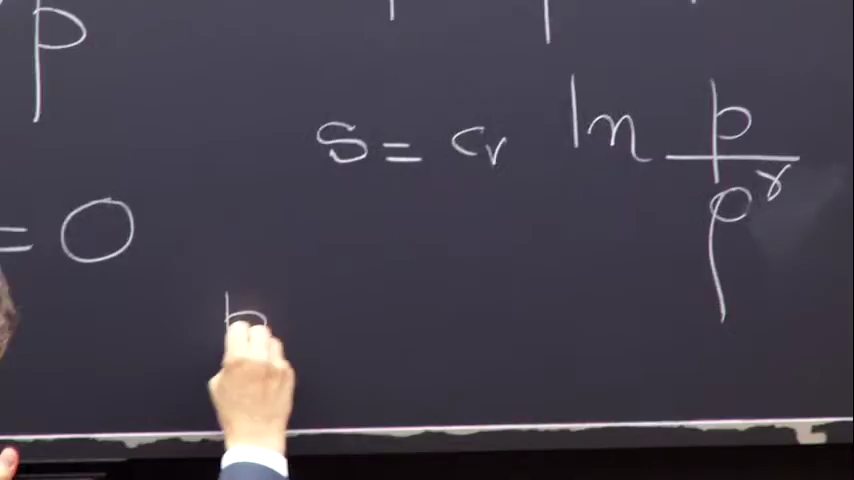 p
s = cᵥ ln p/ρ^γ
= 0
p